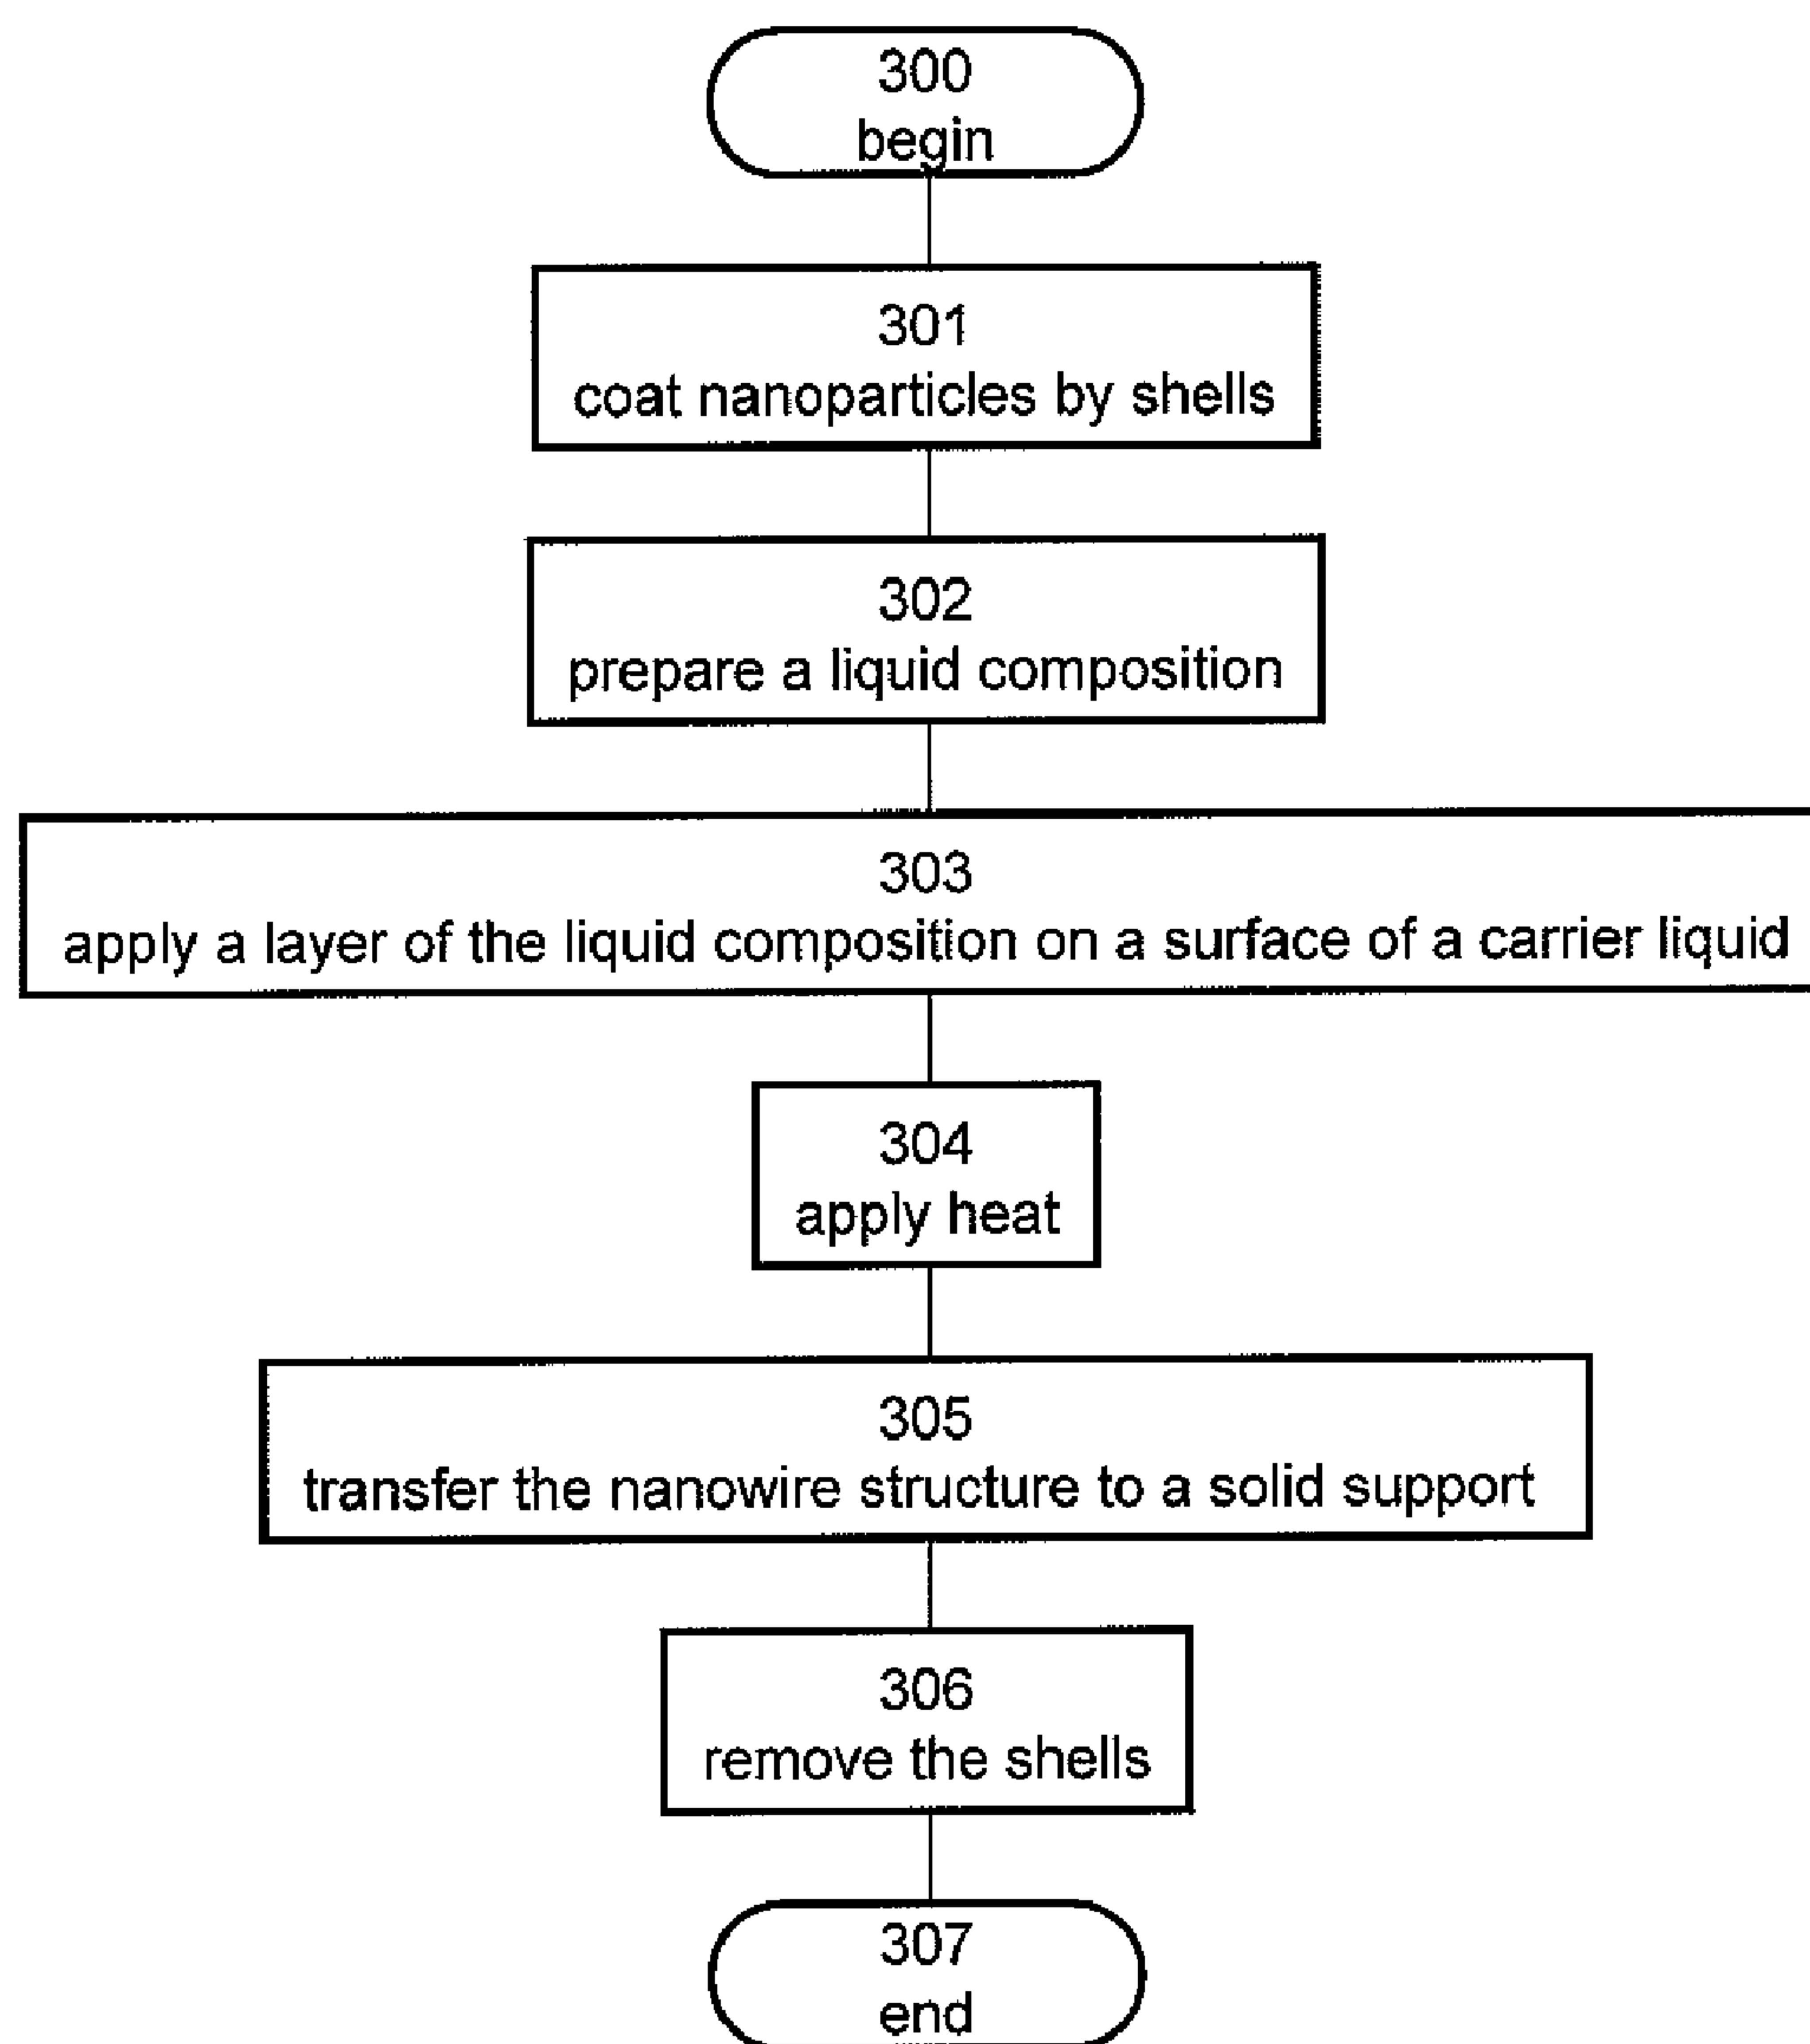 300
begin
301
coat nanoparticles by shells
302
prepare a liquid composition
303
apply a layer of the liquid composition on a surface of a carrier liquid
304
apply heat
305
transfer the nanowire structure to a solid support
306
remove the shells
307
end